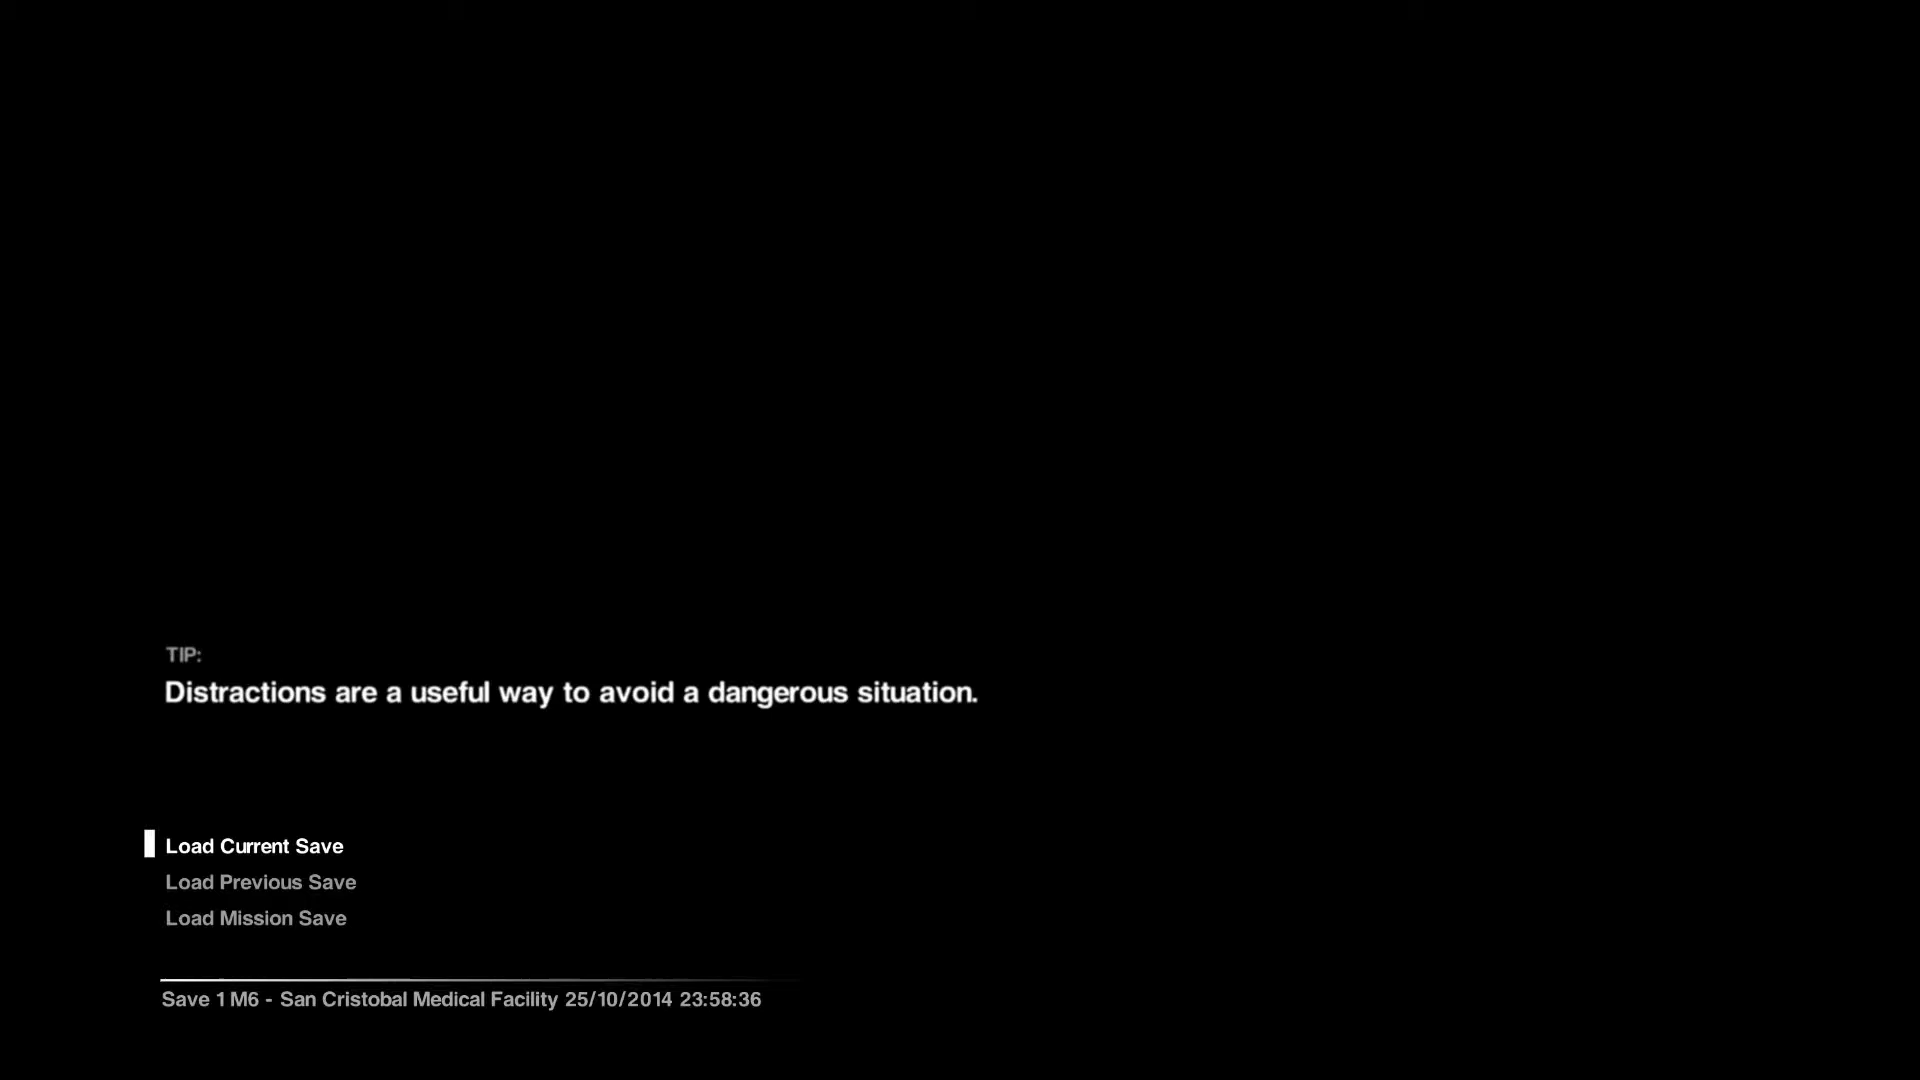 TIP:
Distractions are a useful way to avoid a dangerous situation.
Load Current Save
Load Previous Save
Load Mission Save
Save 1 M6 - San Cristobal Medical Facility 25/10/2014 23:58:36